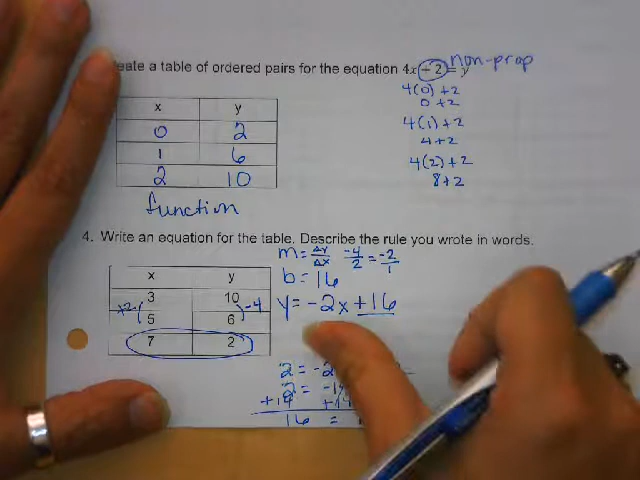 eate a table of ordered pairs for the equation 4x + 2 = y non-prop
4(0)+2
0+2
4(1)+2
4+2
4(2)+2
8+2
x y
0 2
1 6
2 10
function
4. Write an equation for the table. Describe the rule you wrote in words.
m = ΔY/ΔX -4/2 = -2/1
b = 16
y = -2x + 16
x y
3 10
+2 -4
5 6
7 2
2 = -2
2 = -1
+14 +14
16 =